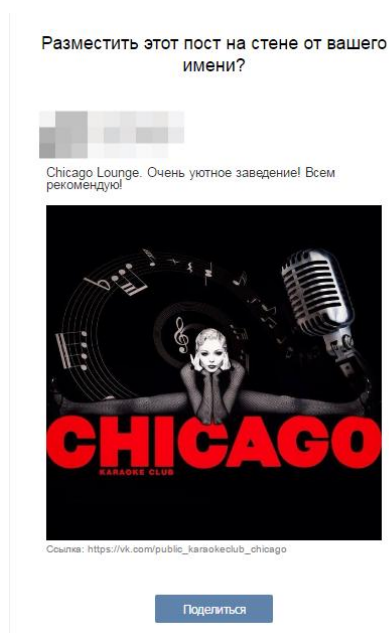 Разместить этот пост на стене от вашего
имени?
Chicago Lounge. Очень уютное заведение! Всем
рекомендую!
CHICAGO
KARAOKE CLUB
Ссылка: https://vk.com/public_karaokeclub_chicago
Поделиться